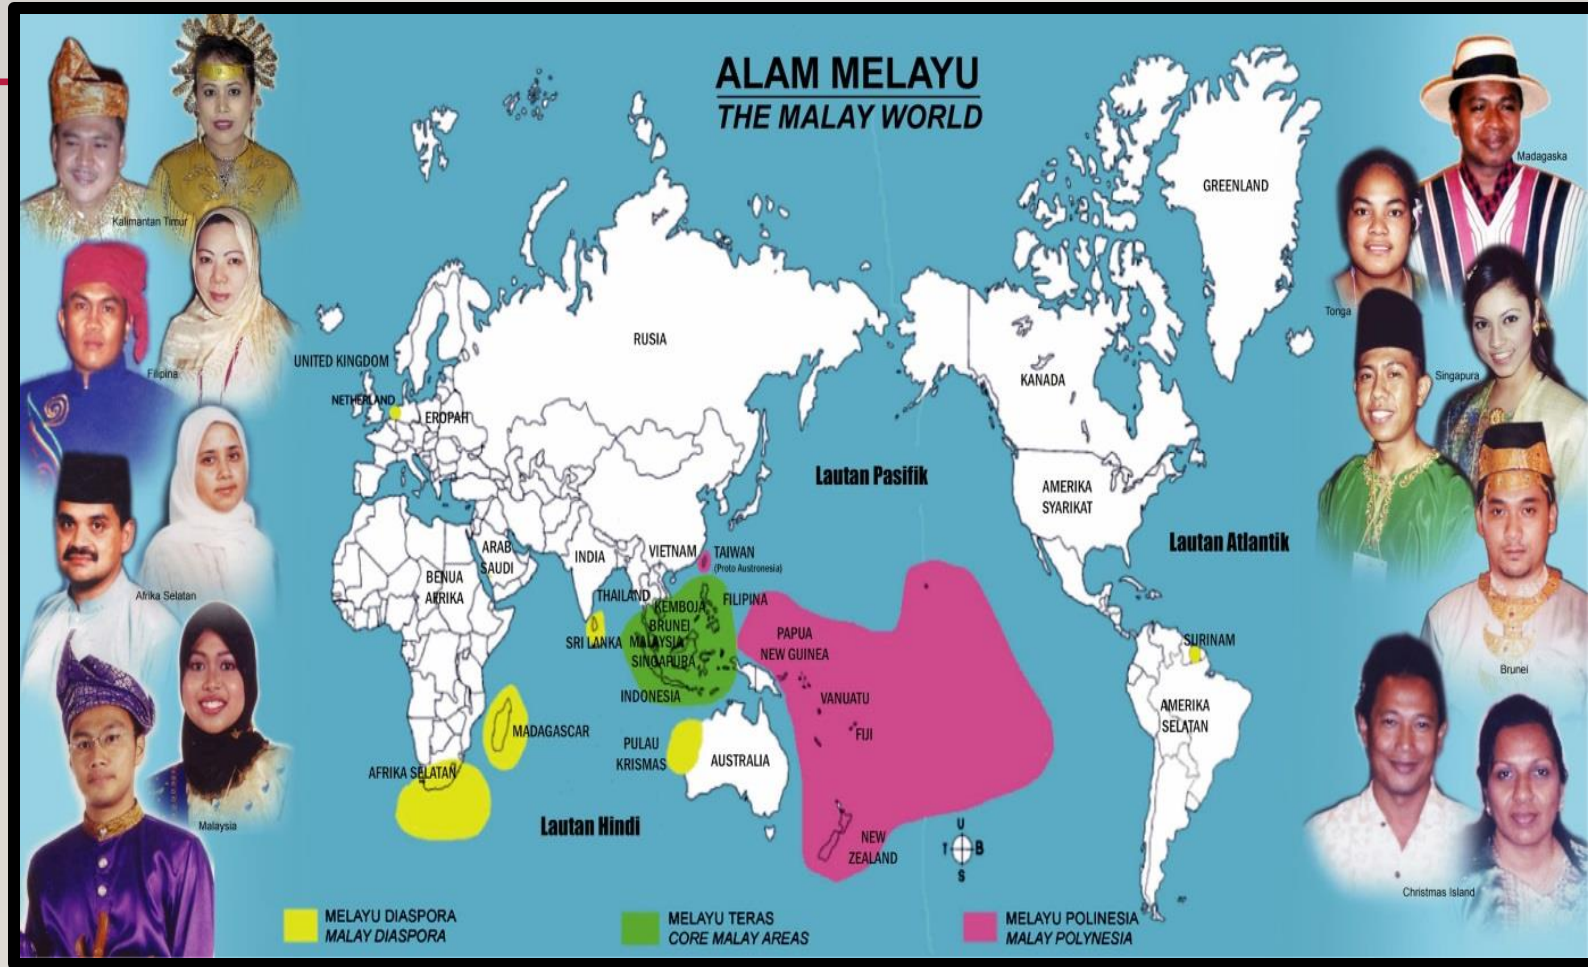 ALAM MELAYU
THE MALAY WORLD
Kalimantan Timur
Filipina
Afrika Selatan
Malaysia
Madagaska
Tonga
Singapura
Brunei
Christmas Island
GREENLAND
RUSIA
UNITED KINGDOM
NETHERLAND
EROPAH
KANADA
Lautan Pasifik
AMERIKA
SYARIKAT
Lautan Atlantik
ARAB
SAUDI
INDIA
VIETNAM
TAIWAN
(Proto Austronesia)
BENUA
AFRIKA
THAILAND
KEMBOJA
FILIPINA
BRUNEI
SRI LANKA
MALAYSIA
SINGAPURA
INDONESIA
PAPUA
NEW GUINEA
VANUATU
FIJI
SURINAM
AMERIKA
SELATAN
MADAGASCAR
PULAU
KRISMAS
AUSTRALIA
AFRIKA SELATAN
Lautan Hindi
NEW
ZEALAND
U
T
B
S
MELAYU DIASPORA
MALAY DIASPORA
MELAYU TERAS
CORE MALAY AREAS
MELAYU POLINESIA
MALAY POLYNESIA